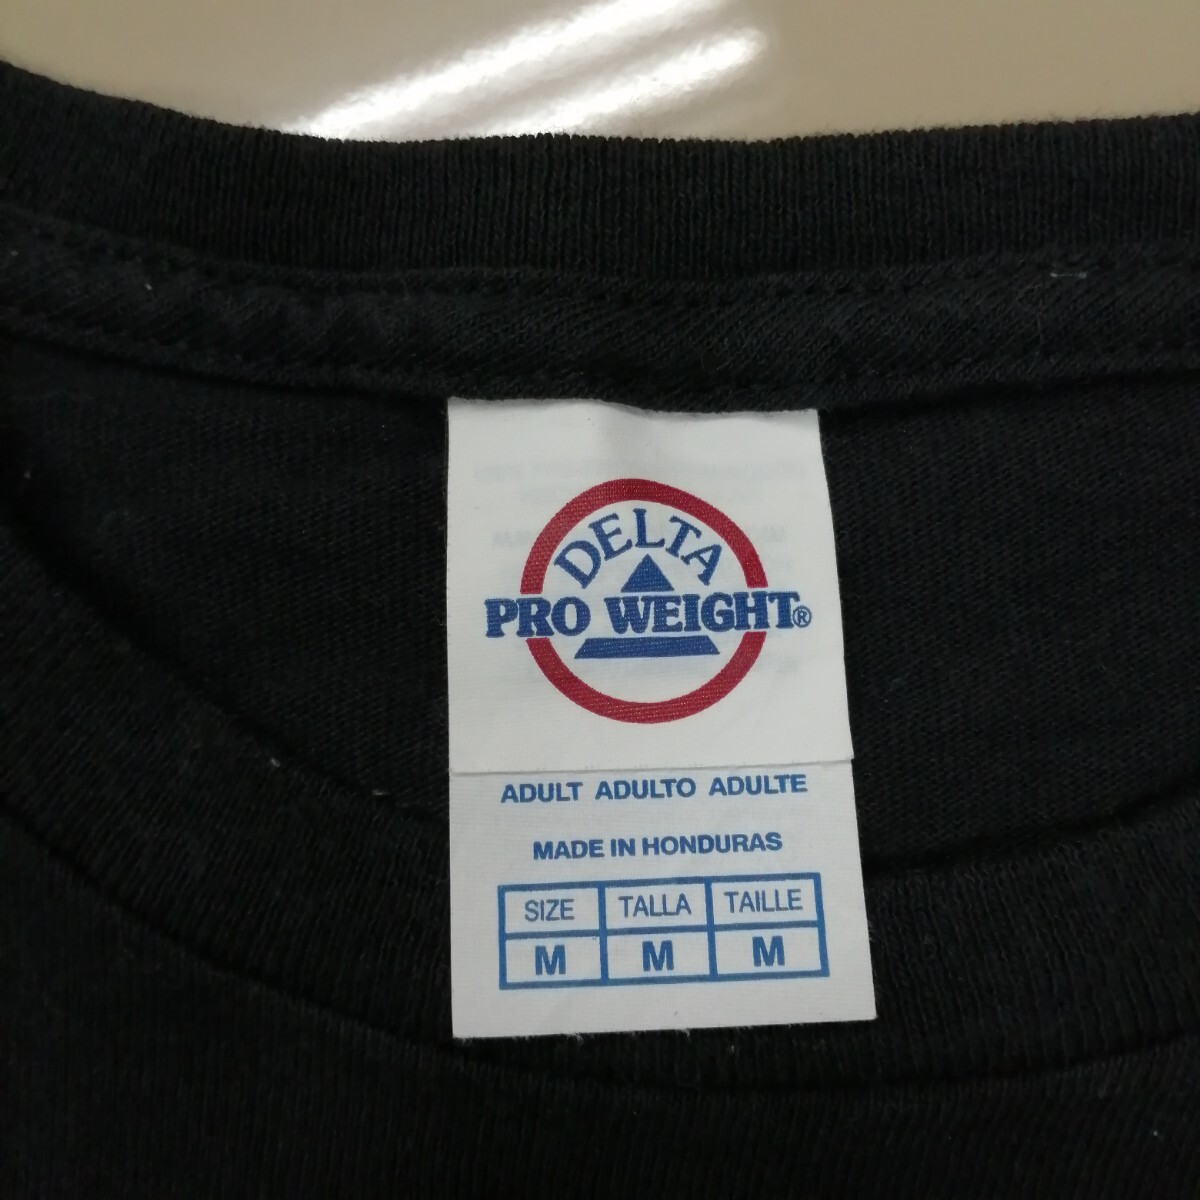 DELTA
PRO WEIGHT®
ADULT ADULTO ADULTE
MADE IN HONDURAS
SIZE TALLA TAILLE
M M M